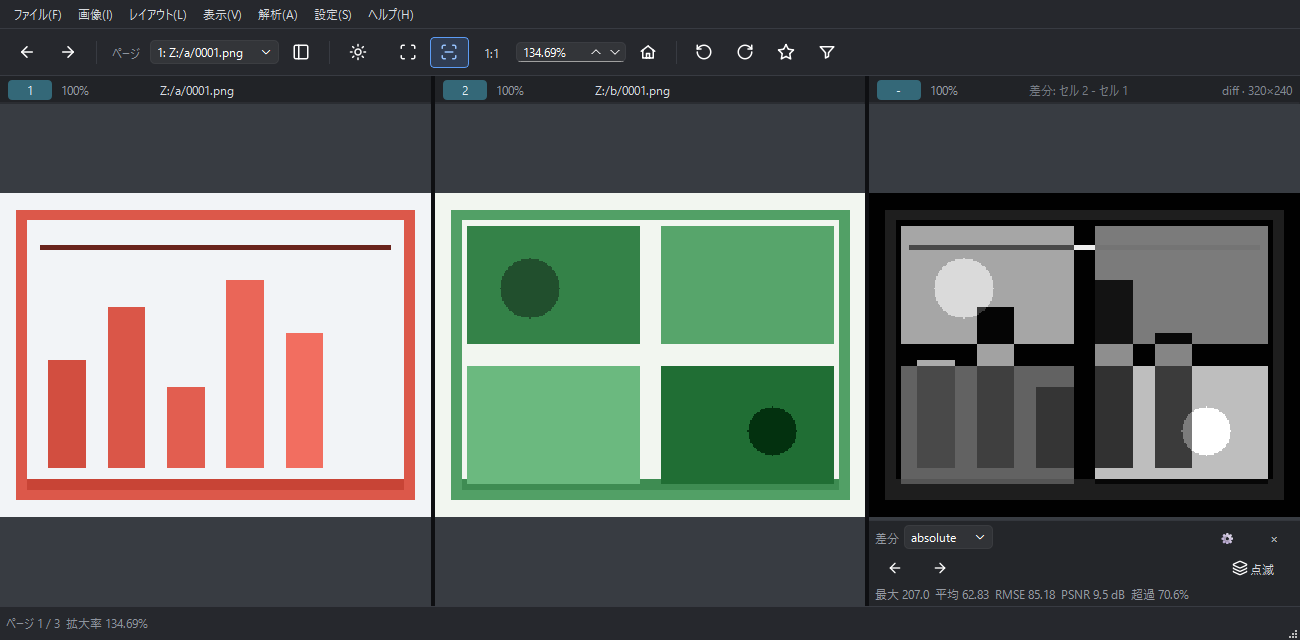 ファイル(F) 画像(I) レイアウト(L) 表示(V) 解析(A) 設定(S) ヘルプ(H)
ページ 1: Z:/a/0001.png 1:1 134.69%
1 100% Z:/a/0001.png
2 100% Z:/b/0001.png
- 100% 差分: セル 2 - セル 1 diff · 320×240
差分 absolute ×
点滅
最大 207.0 平均 62.83 RMSE 85.18 PSNR 9.5 dB 超過 70.6%
ページ 1 / 3 拡大率 134.69%